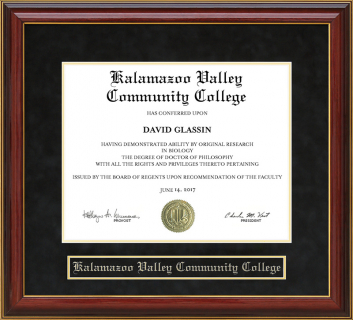 Kalamazoo Valley
Community College
HAS CONFERRED UPON
DAVID GLASSIN
HAVING DEMONSTRATED ABILITY BY ORIGINAL RESEARCH
IN BIOLOGY
THE DEGREE OF DOCTOR OF PHILOSOPHY
WITH ALL THE RIGHTS AND PRIVILEGES THERETO PERTAINING
ISSUED BY THE BOARD OF REGENTS UPON RECOMMENDATION OF THE FACULTY
JUNE 14, 2017
PROVOST
PRESIDENT
Kalamazoo Valley Community College